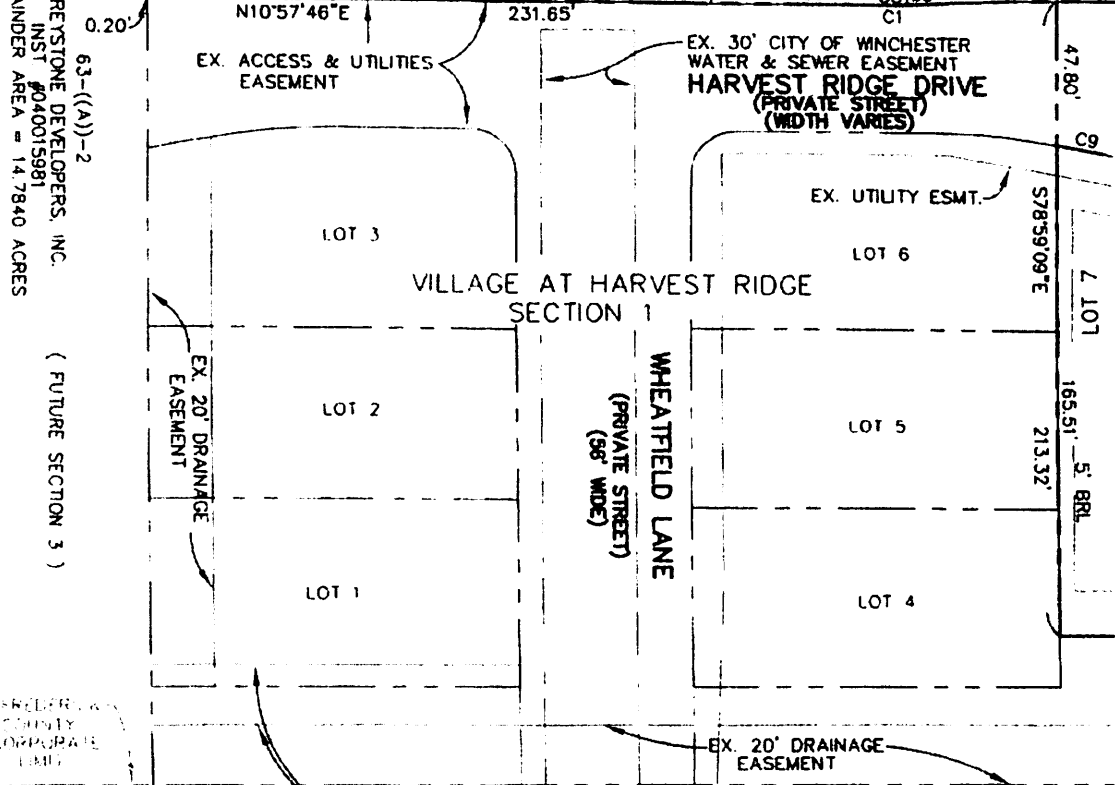 N10°57'46"E
231.65'
C1
0.20'
EX. ACCESS & UTILITIES
EASEMENT
EX. 30' CITY OF WINCHESTER
WATER & SEWER EASEMENT
HARVEST RIDGE DRIVE
(PRIVATE STREET)
(WIDTH VARIES)
47.80'
C9
63-((A))-2
REYSTONE DEVELOPERS, INC.
INST #040015981
AINDER AREA = 14.7840 ACRES
( FUTURE SECTION 3 )
EX. UTILITY ESMT.
S78°59'09"E
213.32'
LOT 3
LOT 6
LOT 7
VILLAGE AT HARVEST RIDGE
SECTION 1
EX. 20' DRAINAGE
EASEMENT
LOT 2
LOT 5
WHEATFIELD LANE
(PRIVATE STREET)
(56' WIDE)
165.51'
5' BRL
LOT 1
LOT 4
COUNTY
EX. 20' DRAINAGE
EASEMENT